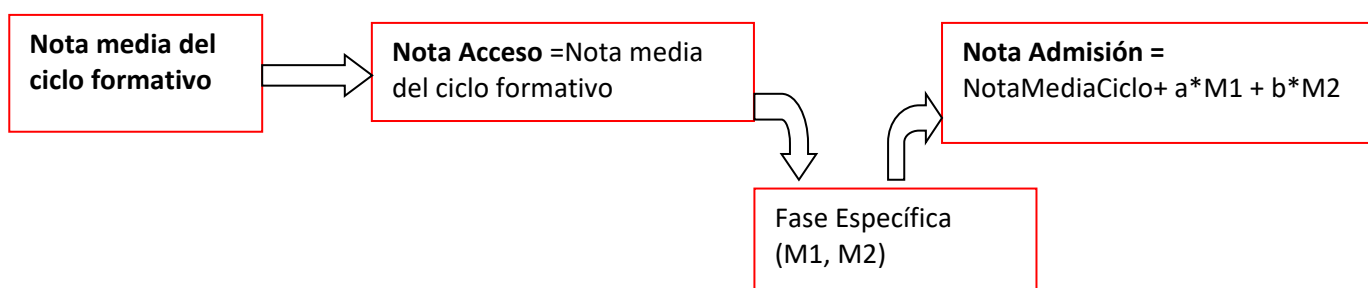 Nota media del
ciclo formativo
Nota Acceso =Nota media
del ciclo formativo
Nota Admisión =
NotaMediaCiclo+ a*M1 + b*M2
Fase Específica
(M1, M2)